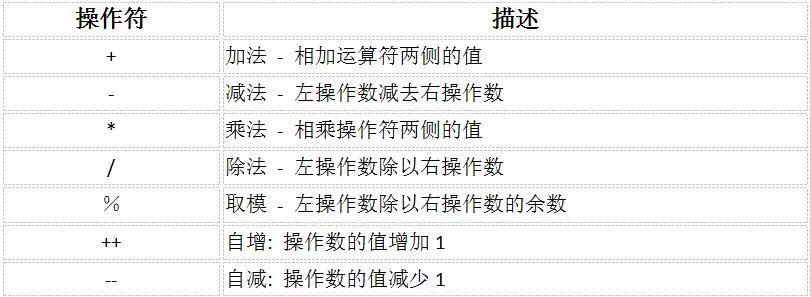 操作符 描述
+ 加法 - 相加运算符两侧的值
- 减法 - 左操作数减去右操作数
* 乘法 - 相乘操作符两侧的值
/ 除法 - 左操作数除以右操作数
% 取模 - 左操作数除以右操作数的余数
++ 自增: 操作数的值增加 1
-- 自减: 操作数的值减少 1